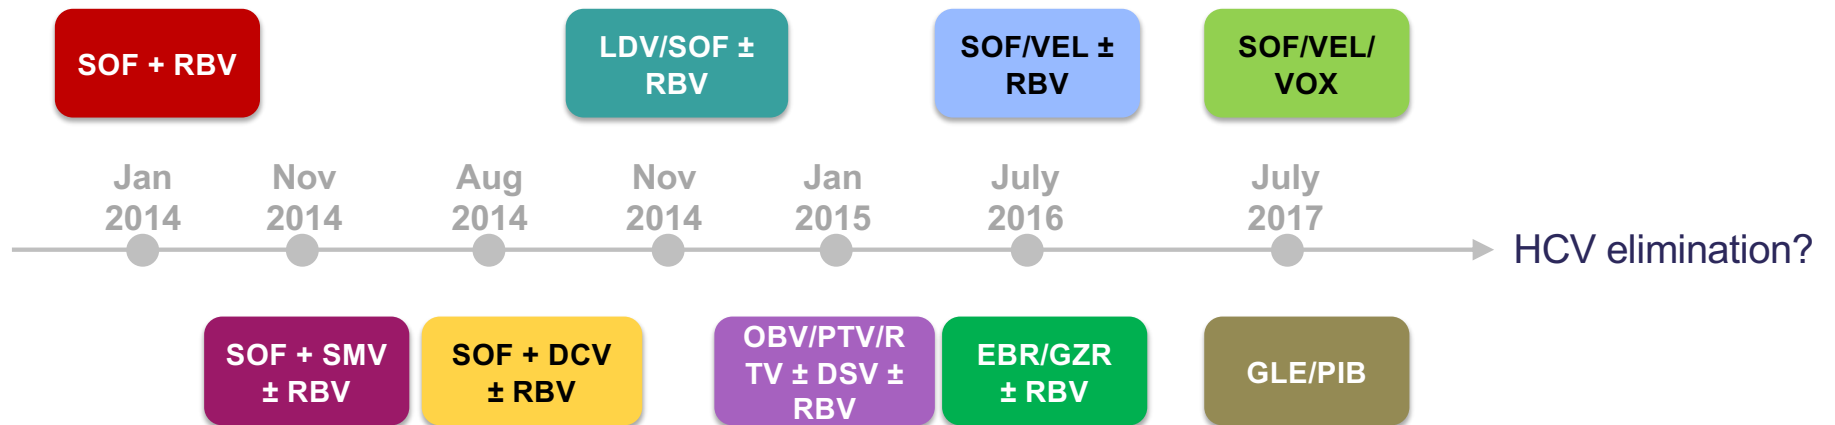 SOF + RBV
LDV/SOF ±
RBV
SOF/VEL ±
RBV
SOF/VEL/
VOX
Jan
2014
Nov
2014
Aug
2014
Nov
2014
Jan
2015
July
2016
July
2017
HCV elimination?
SOF + SMV
± RBV
SOF + DCV
± RBV
OBV/PTV/R
TV ± DSV ±
RBV
EBR/GZR
± RBV
GLE/PIB